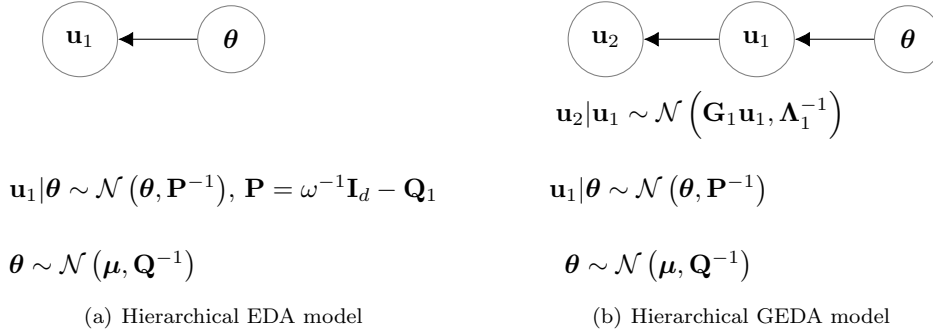 u₁ θ
u₂ u₁ θ
u₂|u₁ ∼ 𝒩 (G₁u₁, Λ₁⁻¹)
u₁|θ ∼ 𝒩 (θ, P⁻¹), P = ω⁻¹I_d − Q₁
u₁|θ ∼ 𝒩 (θ, P⁻¹)
θ ∼ 𝒩 (μ, Q⁻¹)
θ ∼ 𝒩 (μ, Q⁻¹)
(a) Hierarchical EDA model
(b) Hierarchical GEDA model